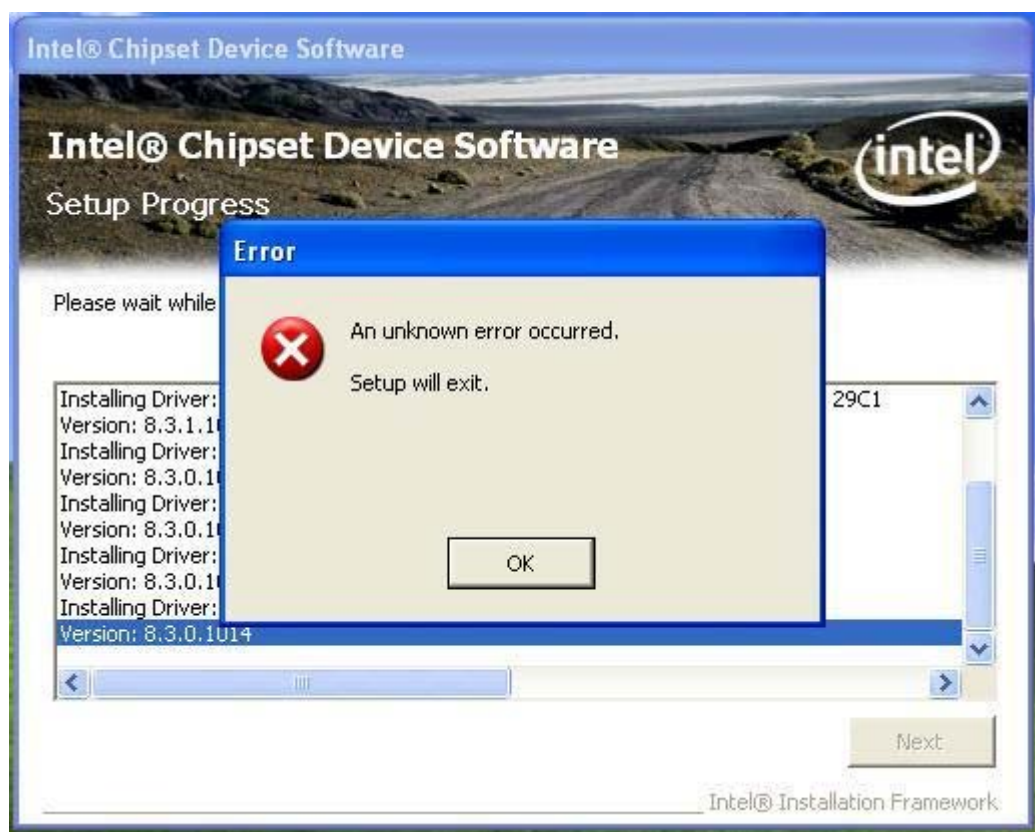 Intel® Chipset Device Software
Intel® Chipset Device Software
intel
Setup Progress
Error
Please wait while
An unknown error occurred.
Setup will exit.
Installing Driver:
29C1
Version: 8.3.1.1
Installing Driver:
Version: 8.3.0.1
Installing Driver:
Version: 8.3.0.1
Installing Driver:
Version: 8.3.0.1
Installing Driver:
Version: 8.3.0.1014
OK
Next
Intel® Installation Framework